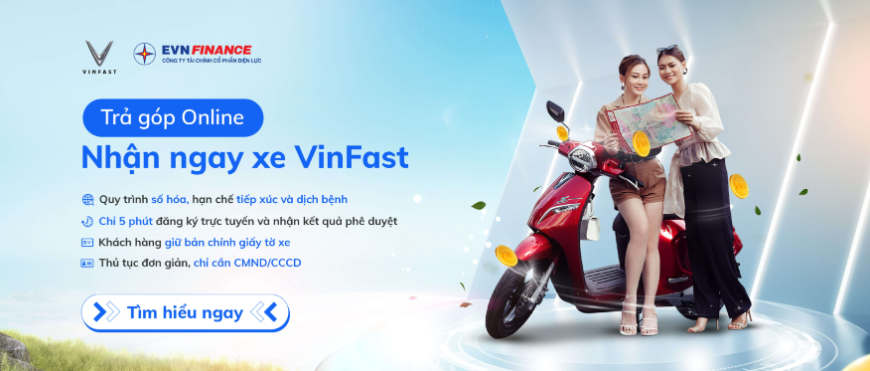 VINFAST
EVNFINANCE
CÔNG TY TÀI CHÍNH CỔ PHẦN ĐIỆN LỰC
Trả góp Online
Nhận ngay xe VinFast
Quy trình số hóa, hạn chế tiếp xúc và dịch bệnh
Chỉ 5 phút đăng ký trực tuyến và nhận kết quả phê duyệt
Khách hàng giữ bản chính giấy tờ xe
Thủ tục đơn giản, chỉ cần CMND/CCCD
Tìm hiểu ngay